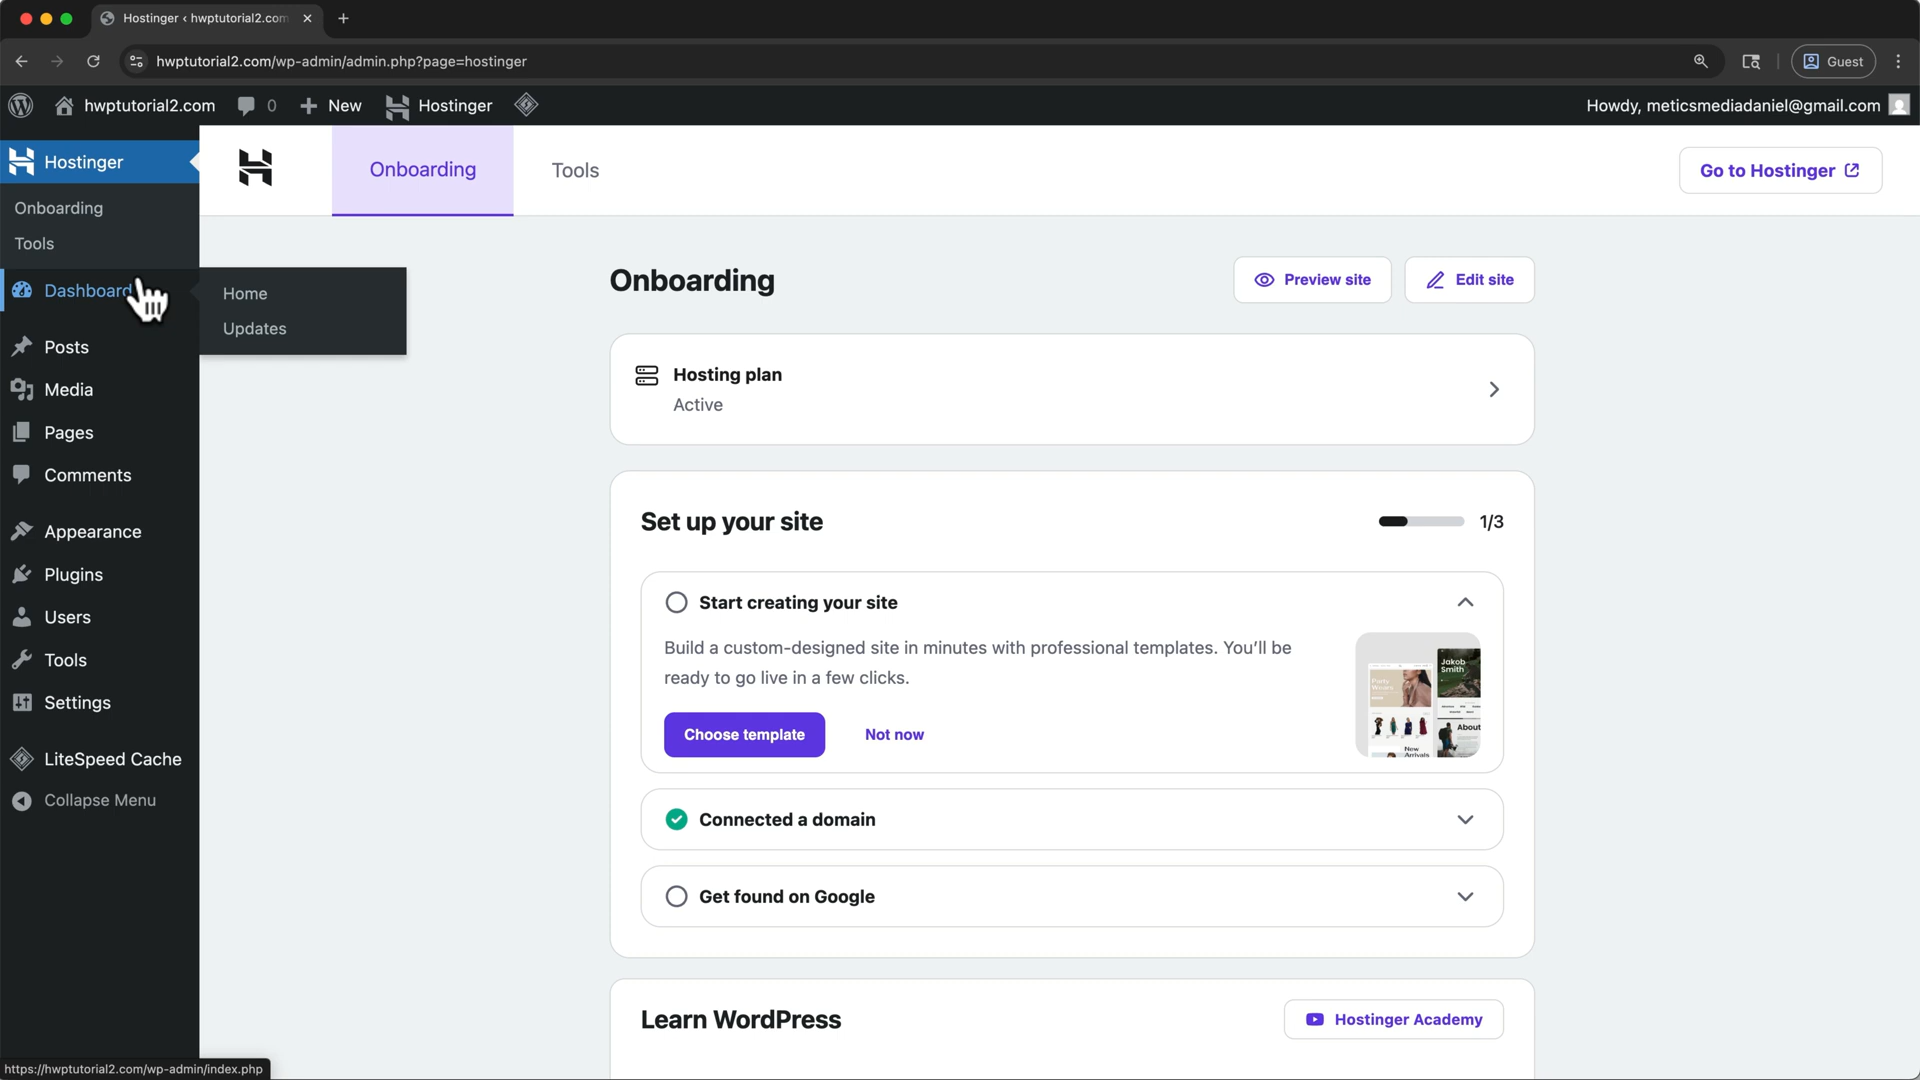 Hostinger ‹ hwptutorial2.com
hwptutorial2.com/wp-admin/admin.php?page=hostinger
Guest
hwptutorial2.com
0
New
Hostinger
Howdy, meticsmediadaniel@gmail.com
Hostinger
Onboarding
Tools
Dashboard
Home
Updates
Posts
Media
Pages
Comments
Appearance
Plugins
Users
Tools
Settings
LiteSpeed Cache
Collapse Menu
Onboarding
Tools
Go to Hostinger
Onboarding
Preview site
Edit site
Hosting plan
Active
Set up your site
1/3
Start creating your site
Build a custom-designed site in minutes with professional templates. You’ll be
ready to go live in a few clicks.
Choose template
Not now
Party
Wears
New
Arrivals
Jakob
Smith
About
Connected a domain
Get found on Google
Learn WordPress
Hostinger Academy
https://hwptutorial2.com/wp-admin/index.php